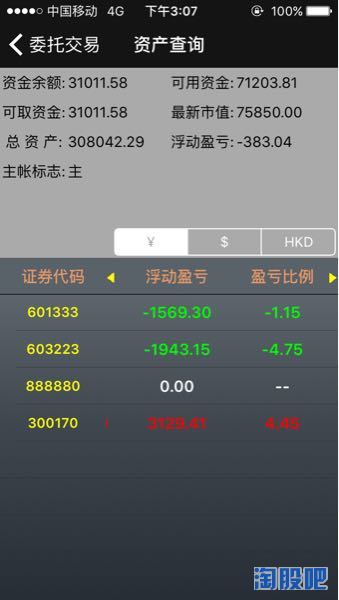 中国移动 4G 下午3:07 100%
委托交易 资产查询
资金余额: 31011.58 可用资金: 71203.81
可取资金: 31011.58 最新市值: 75850.00
总 资 产: 308042.29 浮动盈亏: -383.04
主帐标志: 主
¥ $ HKD
证券代码 浮动盈亏 盈亏比例
601333 -1569.30 -1.15
603223 -1943.15 -4.75
888880 0.00 --
300170 3129.41 4.45
淘股吧